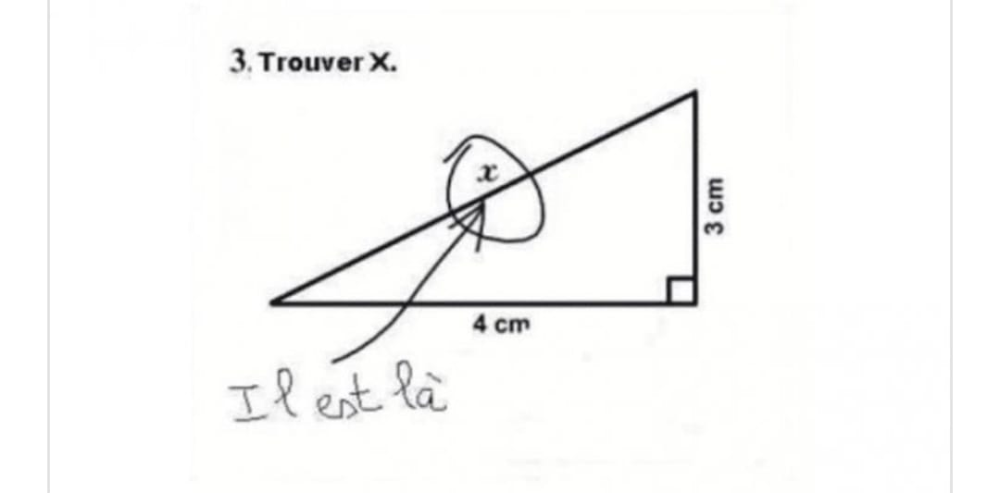 3. Trouver X.
x
3 cm
4 cm
Il est là